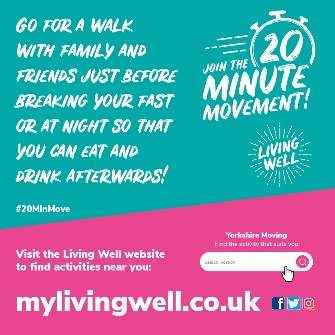 GO FOR A WALK
WITH FAMILY AND
FRIENDS JUST BEFORE
BREAKING YOUR FAST
OR AT NIGHT SO THAT
YOU CAN EAT AND
DRINK AFTERWARDS!
#20MinMove
JOIN THE
20
MINUTE
MOVEMENT!
LIVING
WELL
Visit the Living Well website
to find activities near you:
Yorkshire Moving
Find the activity that suits you
Search location
mylivingwell.co.uk